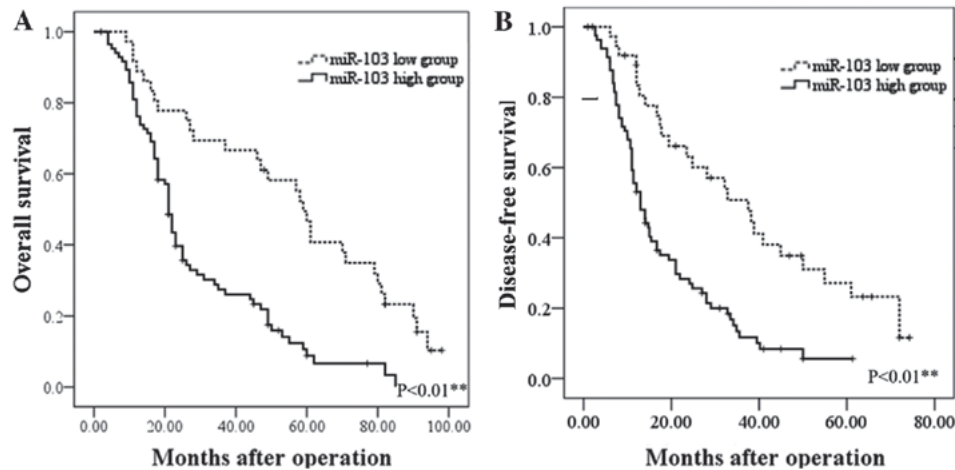 A
Overall survival
1.0
0.8
0.6
0.4
0.2
0.0
miR-103 low group
miR-103 high group
P<0.01**
0.00 20.00 40.00 60.00 80.00 100.00
Months after operation
B
Disease-free survival
1.0
0.8
0.6
0.4
0.2
0.0
miR-103 low group
miR-103 high group
P<0.01**
0.00 20.00 40.00 60.00 80.00
Months after operation